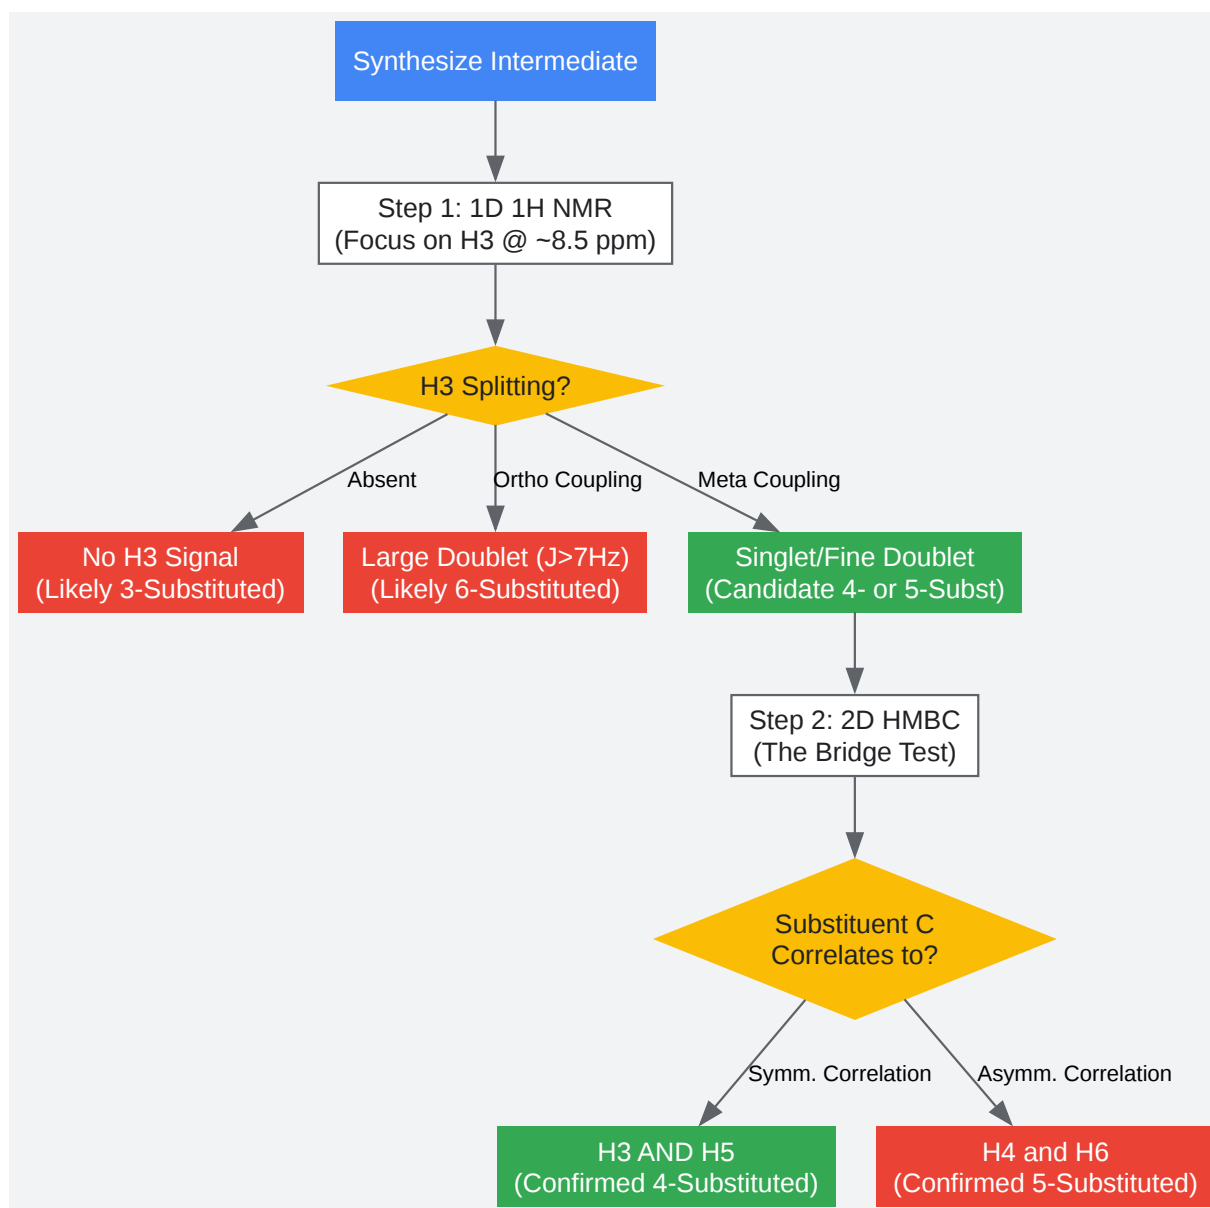 Synthesize Intermediate
Step 1: 1D 1H NMR
(Focus on H3 @ ~8.5 ppm)
H3 Splitting?
Absent
Ortho Coupling
Meta Coupling
No H3 Signal
(Likely 3-Substituted)
Large Doublet (J>7Hz)
(Likely 6-Substituted)
Singlet/Fine Doublet
(Candidate 4- or 5-Subst)
Step 2: 2D HMBC
(The Bridge Test)
Substituent C
Correlates to?
Symm. Correlation
Asymm. Correlation
H3 AND H5
(Confirmed 4-Substituted)
H4 and H6
(Confirmed 5-Substituted)